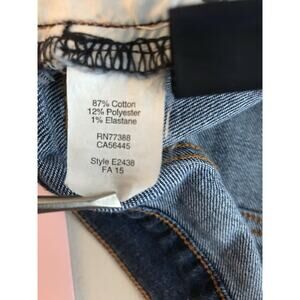 87% Cotton
12% Polyester
1% Elastane
RN77388
CA56445
Style E2438
FA 15